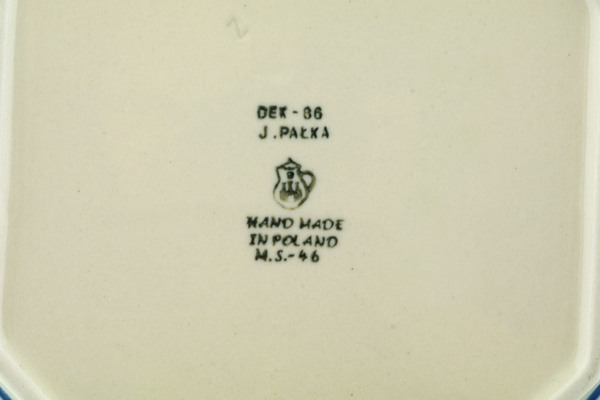 DEK-86
J.PAŁKA
HAND MADE
IN POLAND
M.S.-46